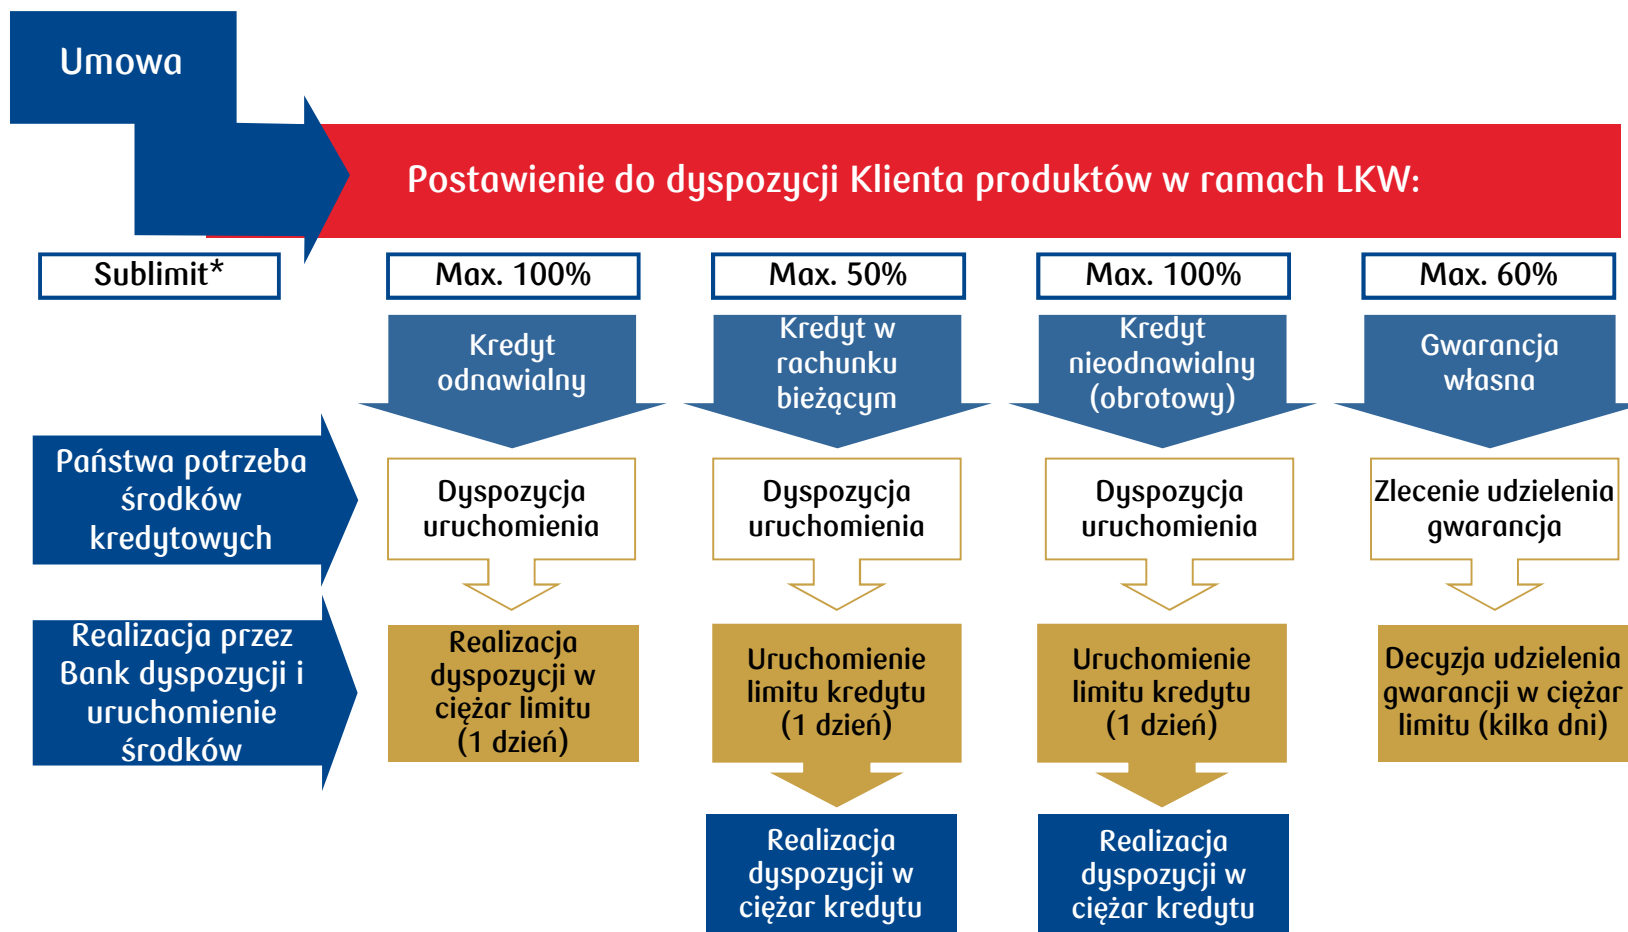 Umowa
Postawienie do dyspozycji Klienta produktów w ramach LKW:
Sublimit*
Max. 100%
Max. 50%
Max. 100%
Max. 60%
Kredyt
odnawialny
Kredyt w
rachunku
bieżącym
Kredyt
nieodnawialny
(obrotowy)
Gwarancja
własna
Państwa potrzeba
środków
kredytowych
Dyspozycja
uruchomienia
Dyspozycja
uruchomienia
Dyspozycja
uruchomienia
Zlecenie udzielenia
gwarancja
Realizacja przez
Bank dyspozycji i
uruchomienie
środków
Realizacja
dyspozycji w
ciężar limitu
(1 dzień)
Uruchomienie
limitu kredytu
(1 dzień)
Uruchomienie
limitu kredytu
(1 dzień)
Decyzja udzielenia
gwarancji w ciężar
limitu (kilka dni)
Realizacja
dyspozycji w
ciężar kredytu
Realizacja
dyspozycji w
ciężar kredytu